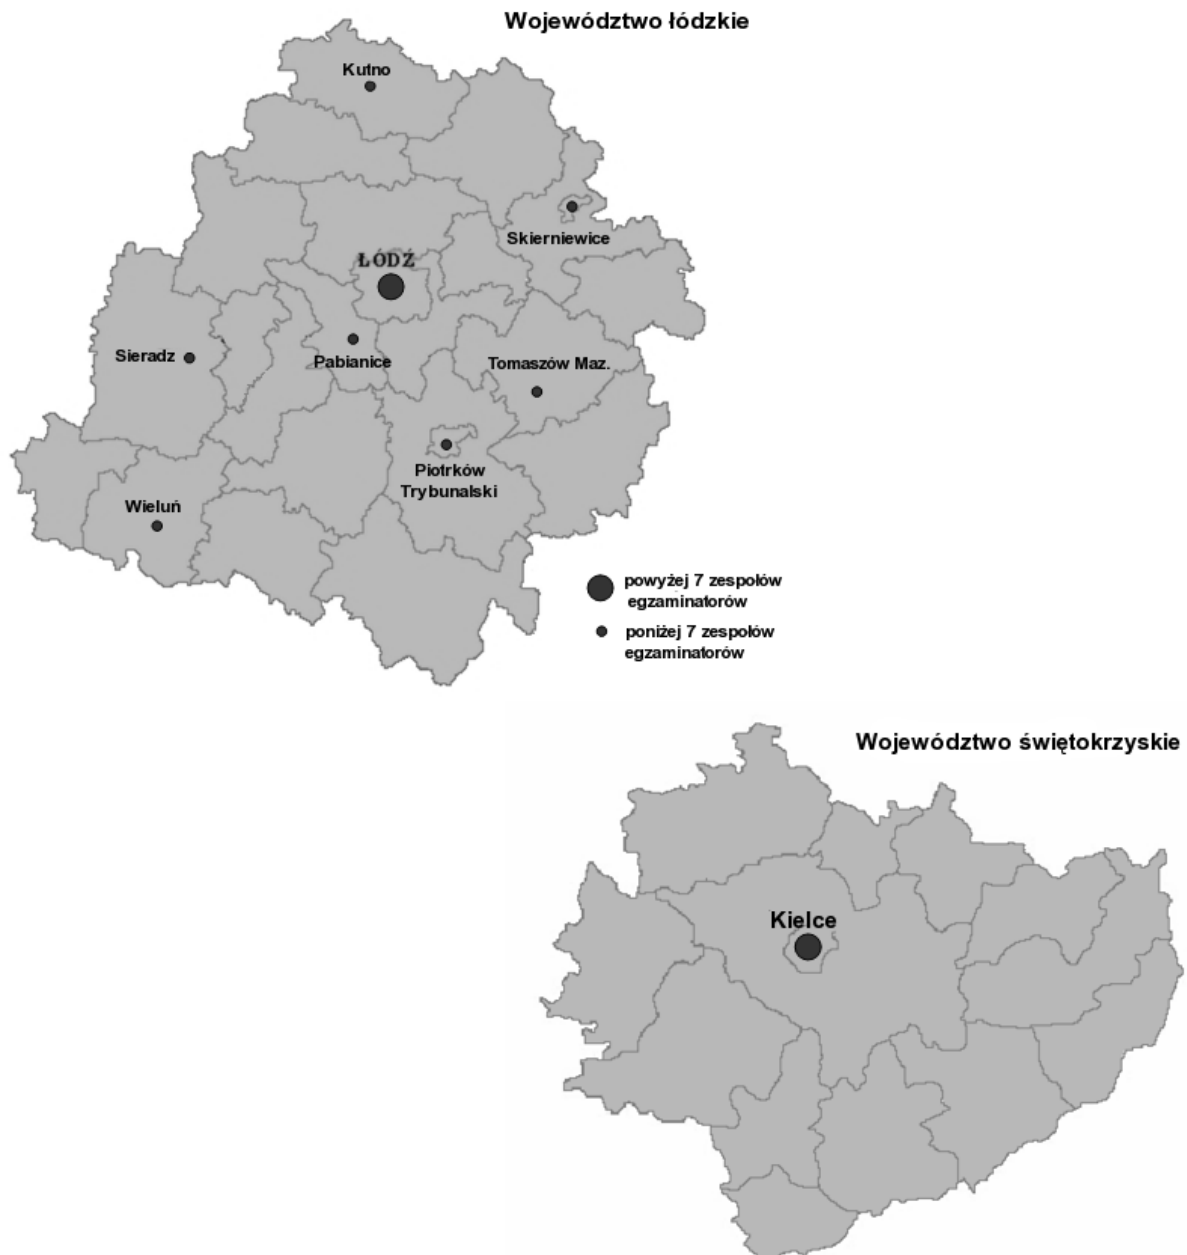 Województwo łódzkie
Kutno
Skierniewice
ŁÓDŹ
Sieradz
Pabianice
Tomaszów Maz.
Piotrków
Trybunalski
Wieluń
powyżej 7 zespołów
egzaminatorów
poniżej 7 zespołów
egzaminatorów
Województwo świętokrzyskie
Kielce